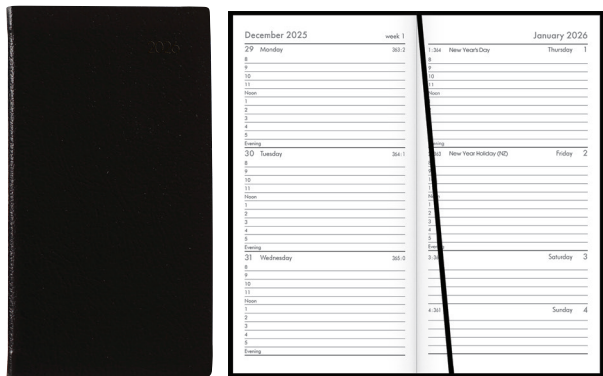 2026
December 2025
week 1
29 Monday 363:2
8
9
10
11
Noon
1
2
3
4
5
Evening
30 Tuesday 364:1
8
9
10
11
Noon
1
2
3
4
5
Evening
31 Wednesday 365:0
8
9
10
11
Noon
1
2
3
4
5
Evening
January 2026
1:364 New Year's Day Thursday 1
8
9
10
11
Noon
New Year Holiday (NZ) Friday 2
Saturday 3
4:361 Sunday 4